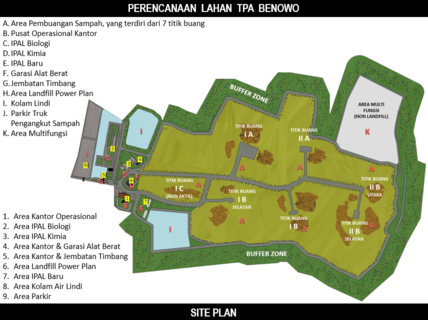 PERENCANAAN LAHAN TPA BENOWO
A. Area Pembuangan Sampah, yang terdiri dari 7 titik buang
B. Pusat Operasional Kantor
C. IPAL Biologi
D. IPAL Kimia
E. IPAL Baru
F. Garasi Alat Berat
G. Jembatan Timbang
H. Area Landfill Power Plan
I. Kolam Lindi
J. Parkir Truk
Pengangkut Sampah
K. Area Multifungsi
BUFFER ZONE
AREA MULTI
FUNGSI
(NON LANDFILL)
K
I
TITIK BUANG
I A
TITIK BUANG
II A
TITIK BUANG
I C
(NON AKTIF)
TITIK BUANG
I B
SELATAN
TITIK BUANG
II B
UTARA
TITIK BUANG
I B
TITIK BUANG
II B
SELATAN
I
BUFFER ZONE
1. Area Kantor Operasional
2. Area IPAL Biologi
3. Area IPAL Kimia
4. Area Kantor & Garasi Alat Berat
5. Area Kantor & Jembatan Timbang
6. Area Landfill Power Plan
7. Area IPAL Baru
8. Area Kolam Air Lindi
9. Area Parkir
SITE PLAN